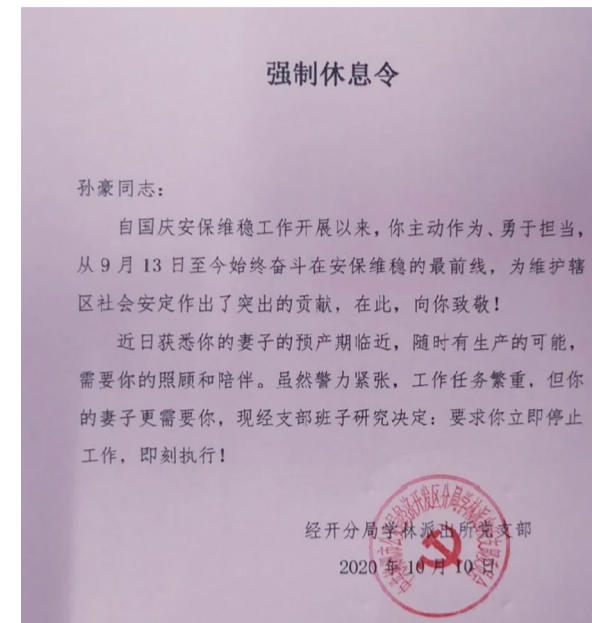 强制休息令
孙豪同志：
自国庆安保维稳工作开展以来，你主动作为、勇于担当，
从9月13日至今始终奋斗在安保维稳的最前线，为维护辖
区社会安定作出了突出的贡献，在此，向你致敬！
近日获悉你的妻子的预产期临近，随时有生产的可能，
需要你的照顾和陪伴。虽然警力紧张，工作任务繁重，但你
的妻子更需要你，现经支部班子研究决定：要求你立即停止
工作，即刻执行！
经开分局学林派出所党支部
2020年10月10日